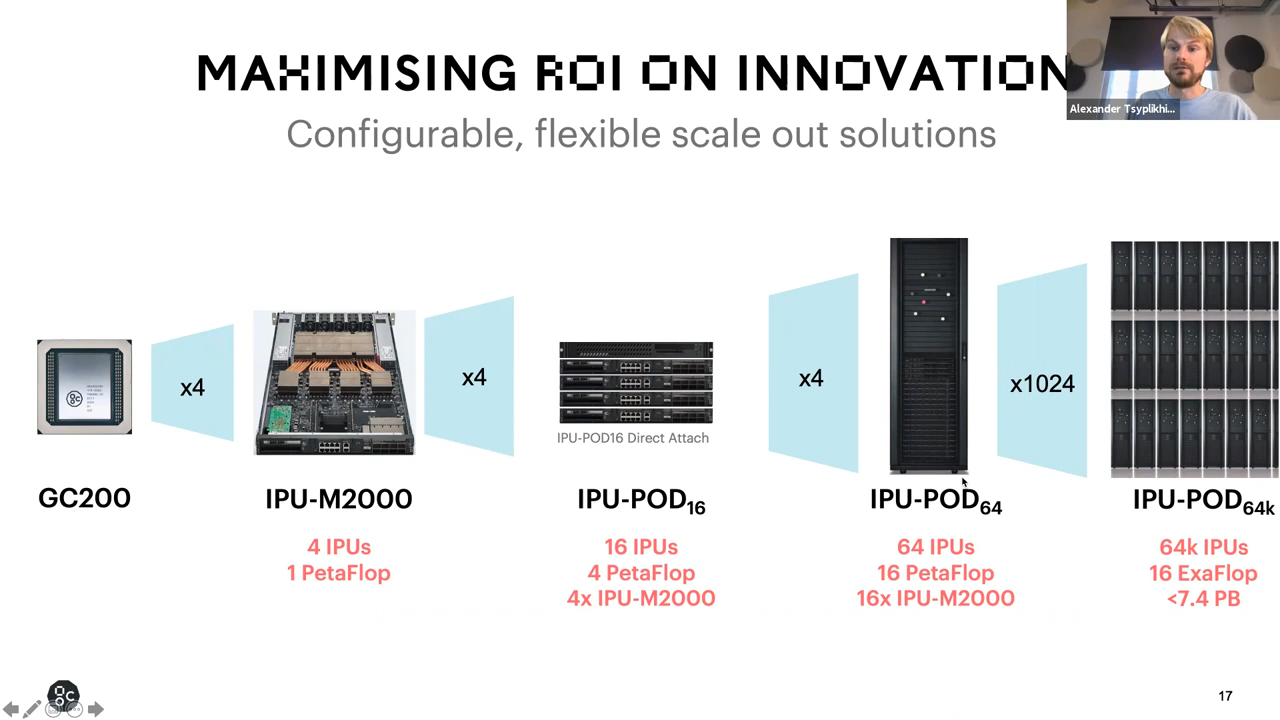 MAXIMISING ROI ON INNOVATION
Configurable, flexible scale out solutions
Alexander Tsyplikhi...
x4
x4
x4
x1024
IPU-POD16 Direct Attach
GC200
IPU-M2000
IPU-POD16
IPU-POD64
IPU-POD64k
4 IPUs
1 PetaFlop
16 IPUs
4 PetaFlop
4x IPU-M2000
64 IPUs
16 PetaFlop
16x IPU-M2000
64k IPUs
16 ExaFlop
<7.4 PB
17